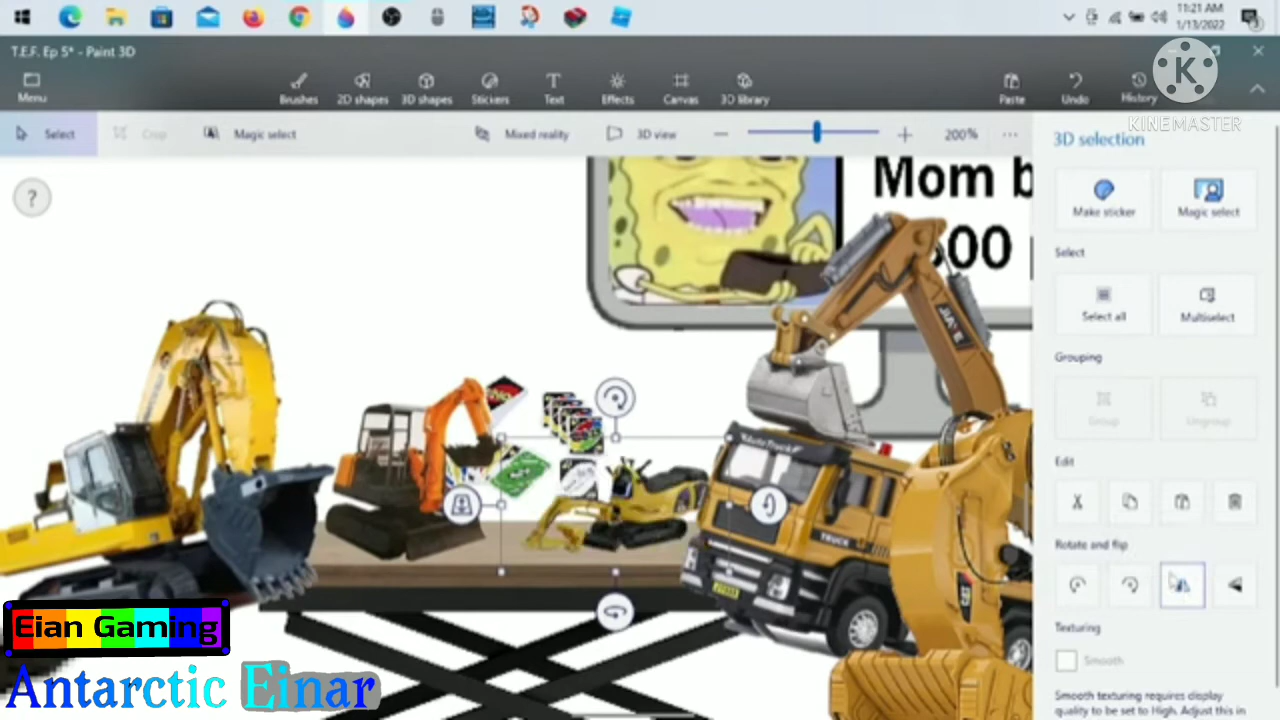 11:21 AM
1/13/2022
T.E.F. Ep 5* - Paint 3D
Menu
Brushes
2D shapes
3D shapes
Stickers
Text
Effects
Canvas
3D library
Paste
Undo
History
K
KINEMASTER
Select
Crop
Magic select
Mixed reality
3D view
200%
3D selection
?
Mom b
00
Make sticker
Magic select
Select
Select all
Multiselect
Grouping
Group
Ungroup
Edit
TRUCK
Rotate and flip
Texturing
Smooth
Smooth texturing requires display
quality to be set to High. Adjust this in
Eian Gaming
Antarctic Einar